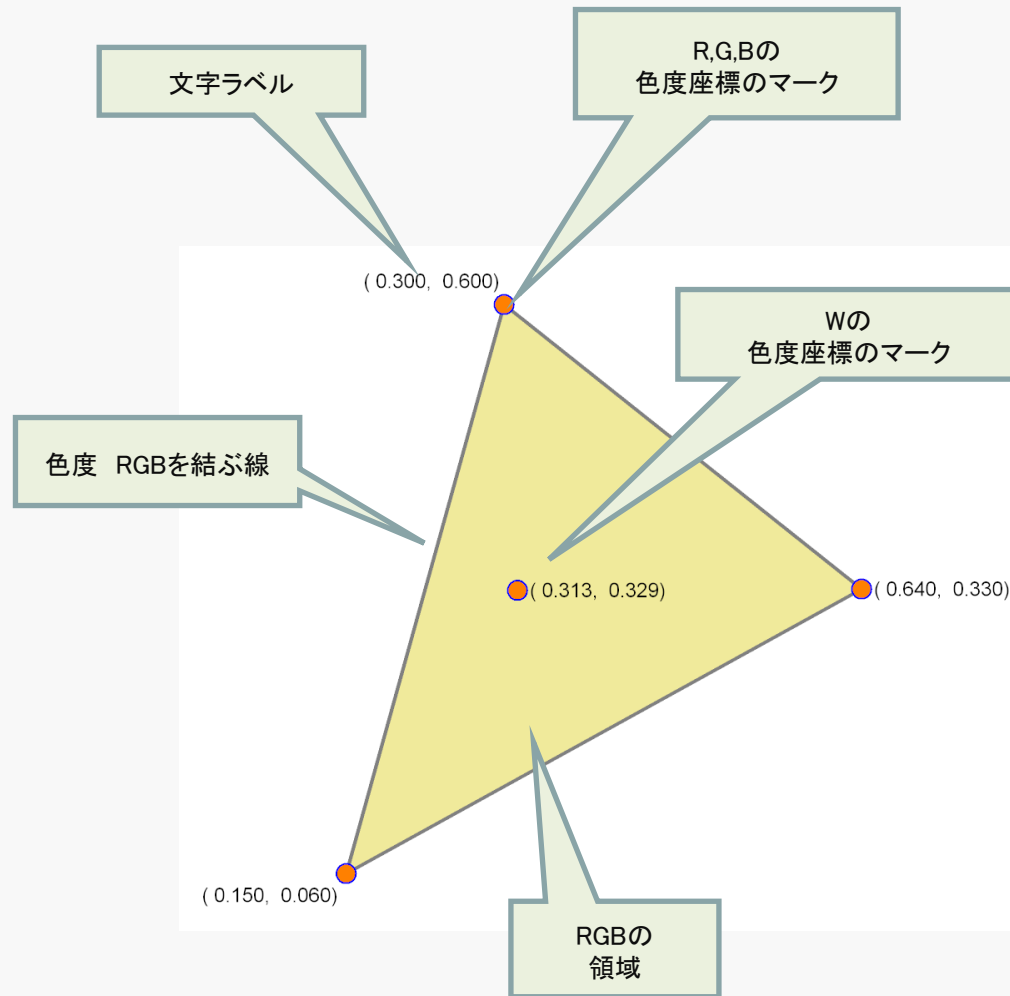 文字ラベル
R,G,Bの
色度座標のマーク
( 0.300,  0.600)
Wの
色度座標のマーク
色度　RGBを結ぶ線
( 0.313,  0.329)
( 0.640,  0.330)
( 0.150,  0.060)
RGBの
領域